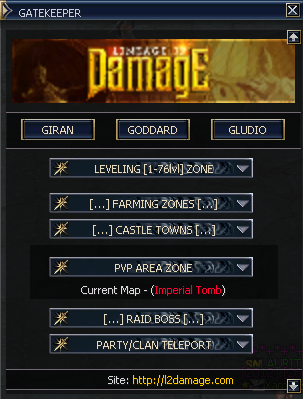 GATEKEEPER
LINEAGE II
DAMAGE
GIRAN GODDARD GLUDIO
LEVELING [1-76lvl] ZONE
[...] FARMING ZONES [...]
[...] CASTLE TOWNS [...]
PVP AREA ZONE
Current Map - (Imperial Tomb)
[...] RAID BOSS [...]
PARTY/CLAN TELEPORT
Site: http://l2damage.com